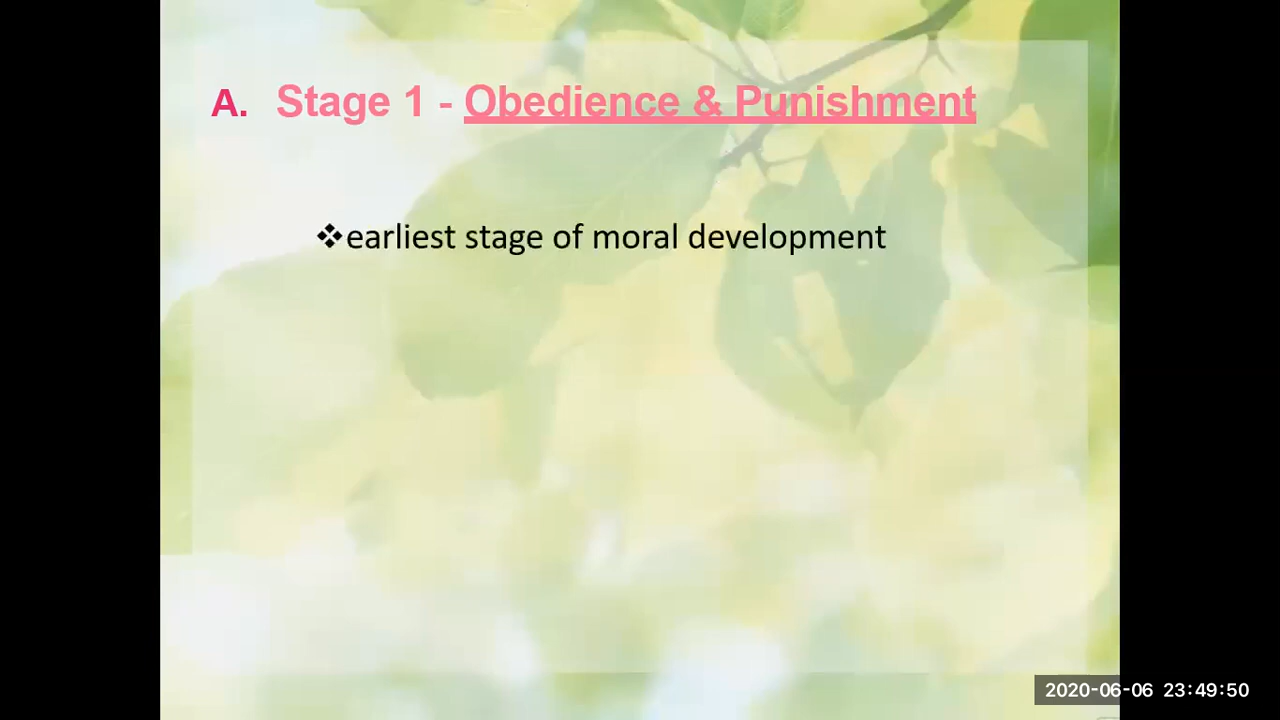 A. Stage 1 - Obedience & Punishment
❖earliest stage of moral development
2020-06-06 23:49:50